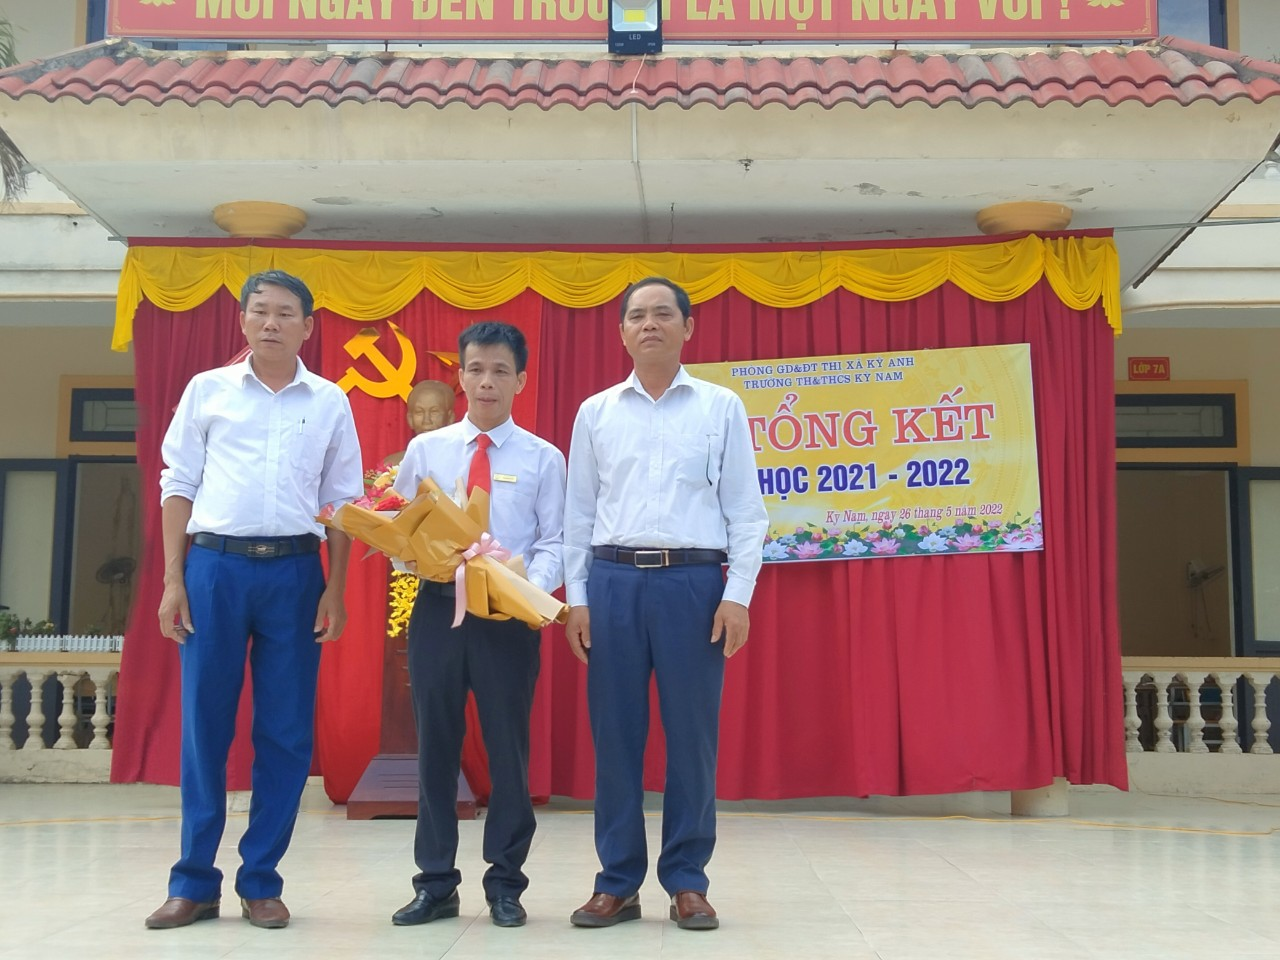 MỖI NGÀY ĐẾN TRƯỜNG LÀ MỘT NGÀY VUI !
LED
PHÒNG GD&ĐT THỊ XÃ KỲ ANH
TRƯỜNG TH&THCS KỲ NAM
TỔNG KẾT
HỌC 2021 - 2022
Kỳ Nam, ngày 26 tháng 5 năm 2022
LỚP 7A